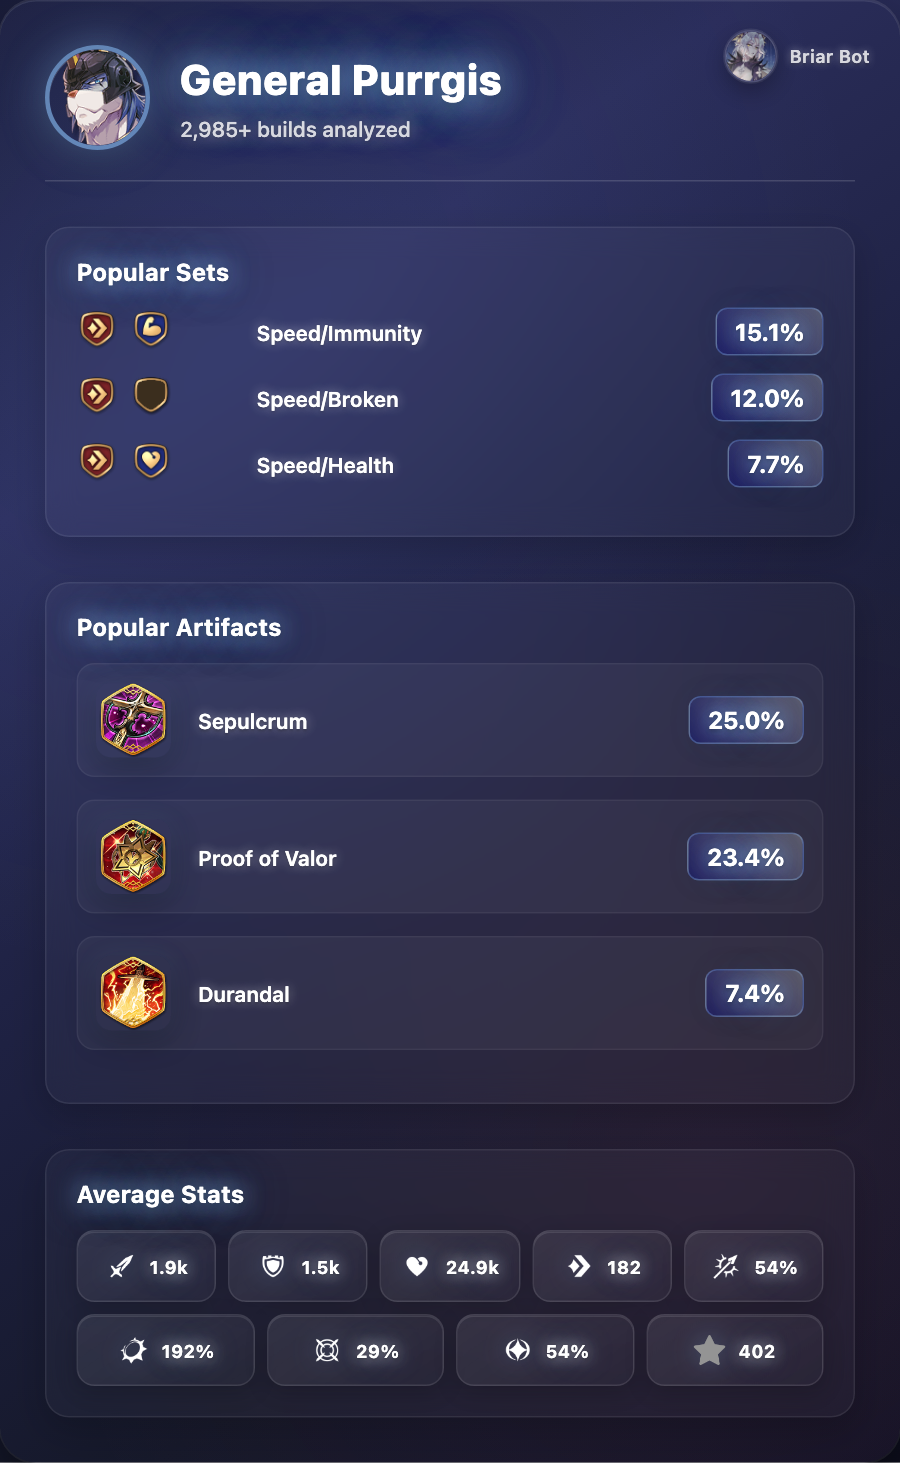 General Purrgis
2,985+ builds analyzed
Briar Bot
Popular Sets
Speed/Immunity 15.1%
Speed/Broken 12.0%
Speed/Health 7.7%
Popular Artifacts
Sepulcrum 25.0%
Proof of Valor 23.4%
Durandal 7.4%
Average Stats
1.9k 1.5k 24.9k 182 54%
192% 29% 54% 402